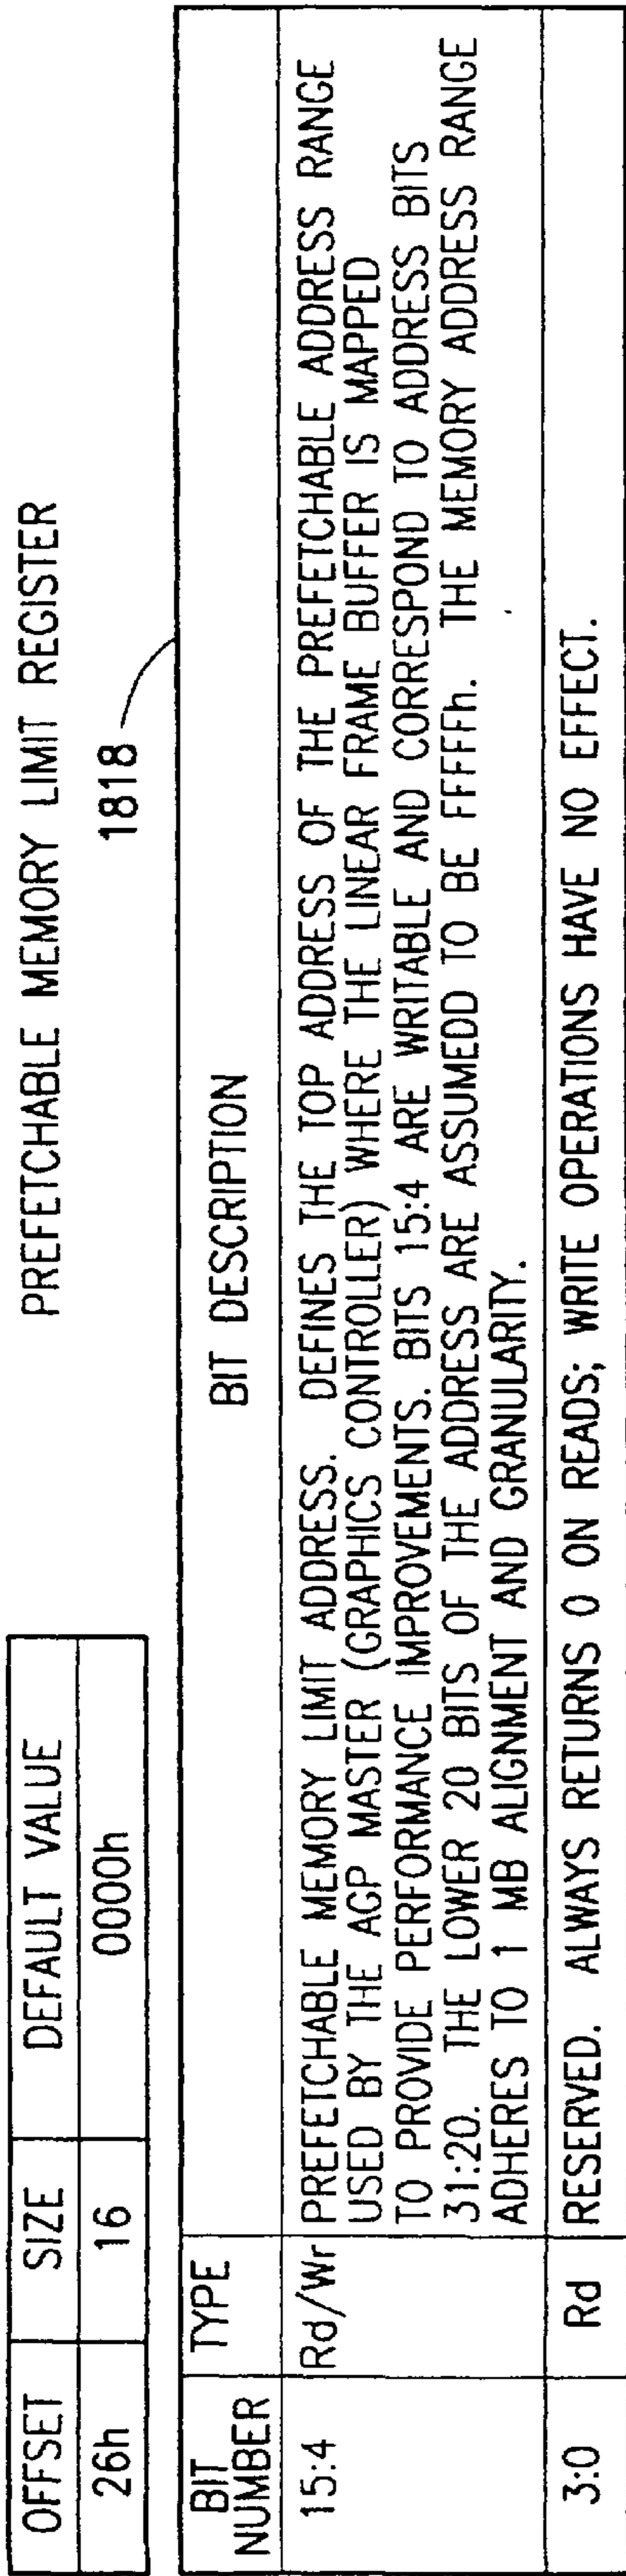 PREFETCHABLE MEMORY LIMIT REGISTER
OFFSET SIZE DEFAULT VALUE
26h 16 0000h
1818
BIT NUMBER TYPE BIT DESCRIPTION
15:4 Rd/Wr PREFETCHABLE MEMORY LIMIT ADDRESS. DEFINES THE TOP ADDRESS OF THE PREFETCHABLE ADDRESS RANGE
USED BY THE AGP MASTER (GRAPHICS CONTROLLER) WHERE THE LINEAR FRAME BUFFER IS MAPPED
TO PROVIDE PERFORMANCE IMPROVEMENTS. BITS 15:4 ARE WRITABLE AND CORRESPOND TO ADDRESS BITS
31:20. THE LOWER 20 BITS OF THE ADDRESS ARE ASSUMEDD TO BE FFFFFh. THE MEMORY ADDRESS RANGE
ADHERES TO 1 MB ALIGNMENT AND GRANULARITY.
3:0 Rd RESERVED. ALWAYS RETURNS 0 ON READS; WRITE OPERATIONS HAVE NO EFFECT.